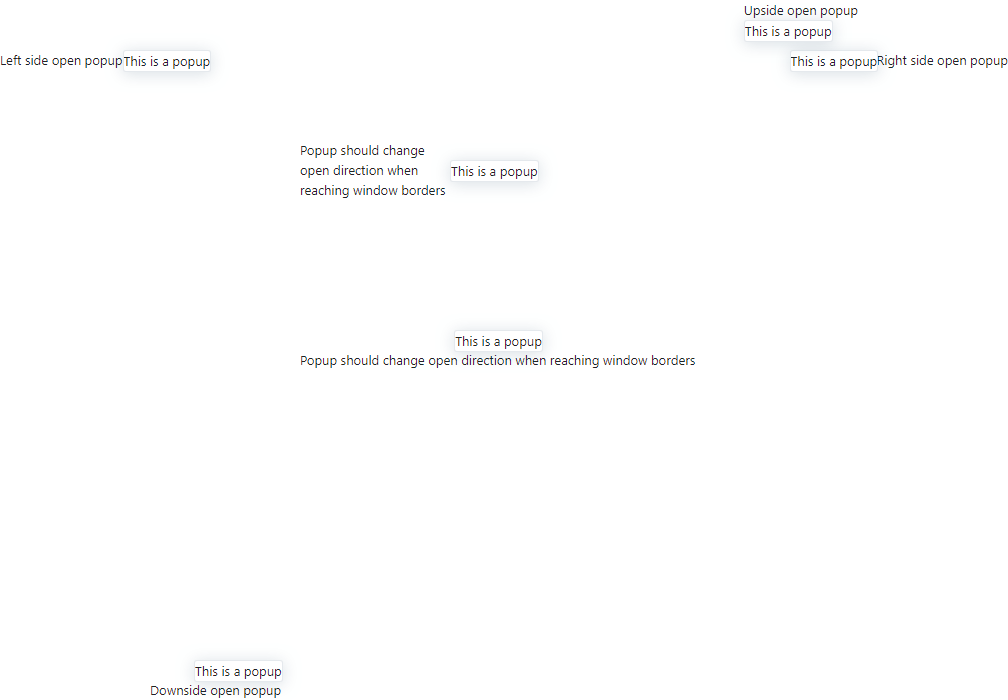 Upside open popup
This is a popup
Left side open popup
This is a popup
This is a popup
Right side open popup
Popup should change
open direction when
reaching window borders
This is a popup
This is a popup
Popup should change open direction when reaching window borders
This is a popup
Downside open popup